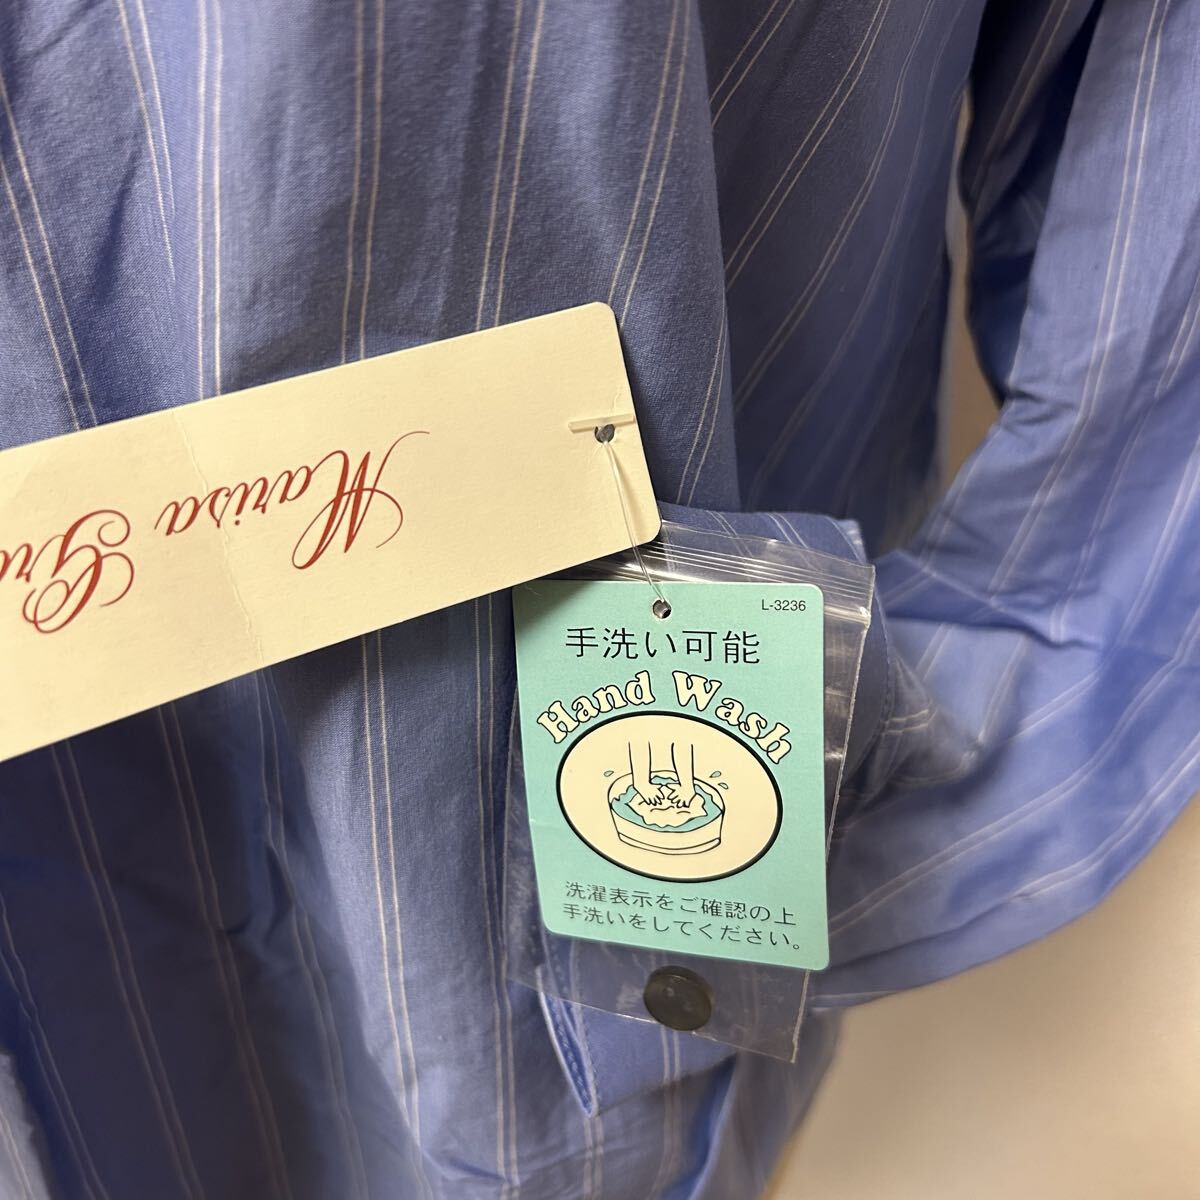 Marisa
L-3236
手洗い可能
Hand Wash
洗濯表示をご確認の上
手洗いをしてください。